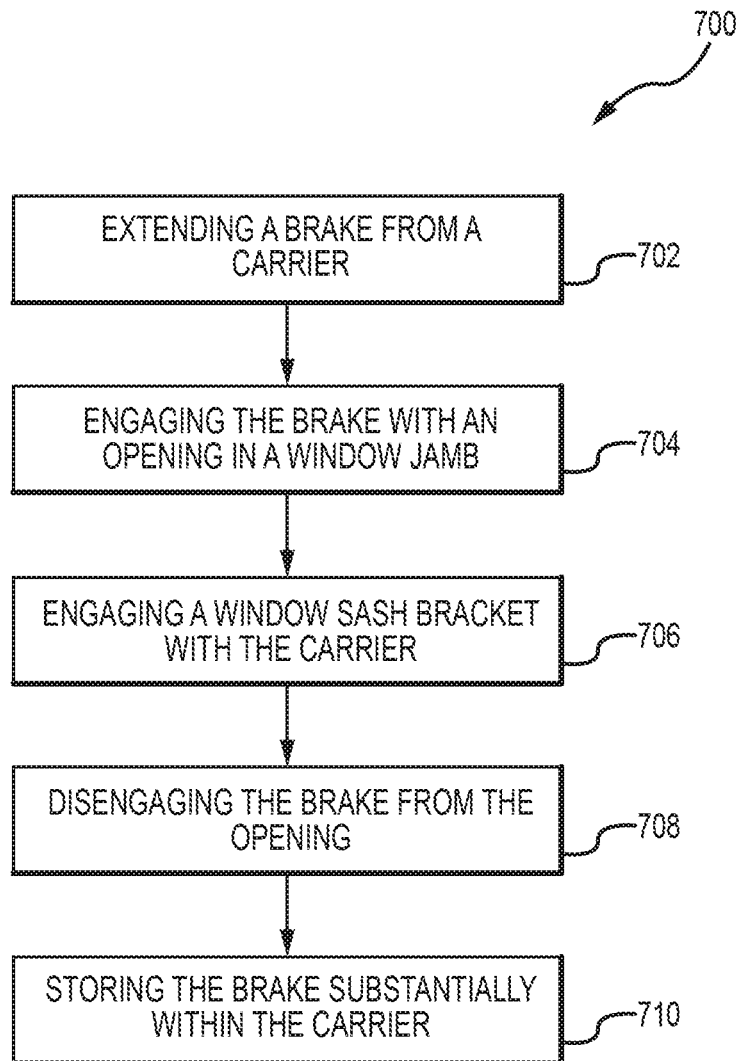 700
EXTENDING A BRAKE FROM A
CARRIER
702
ENGAGING THE BRAKE WITH AN
OPENING IN A WINDOW JAMB
704
ENGAGING A WINDOW SASH BRACKET
WITH THE CARRIER
706
DISENGAGING THE BRAKE FROM THE
OPENING
708
STORING THE BRAKE SUBSTANTIALLY
WITHIN THE CARRIER
710